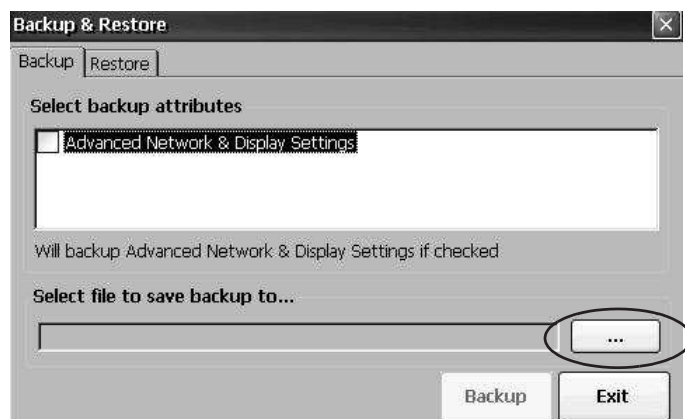 Backup & Restore
Backup Restore
Select backup attributes
Advanced Network & Display Settings
Will backup Advanced Network & Display Settings if checked
Select file to save backup to...
...
Backup Exit